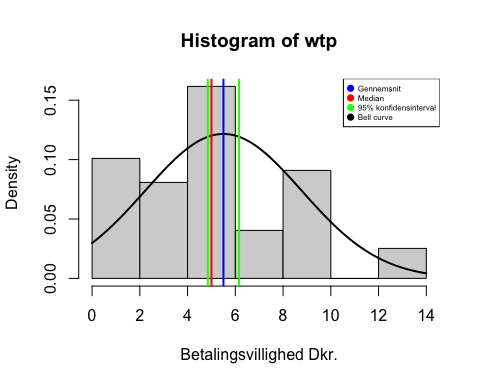 Histogram of wtp
Gennemsnit
Median
95% konfidensinterval
Bell curve
Density
0.00 0.05 0.10 0.15
0 2 4 6 8 10 12 14
Betalingsvillighed Dkr.